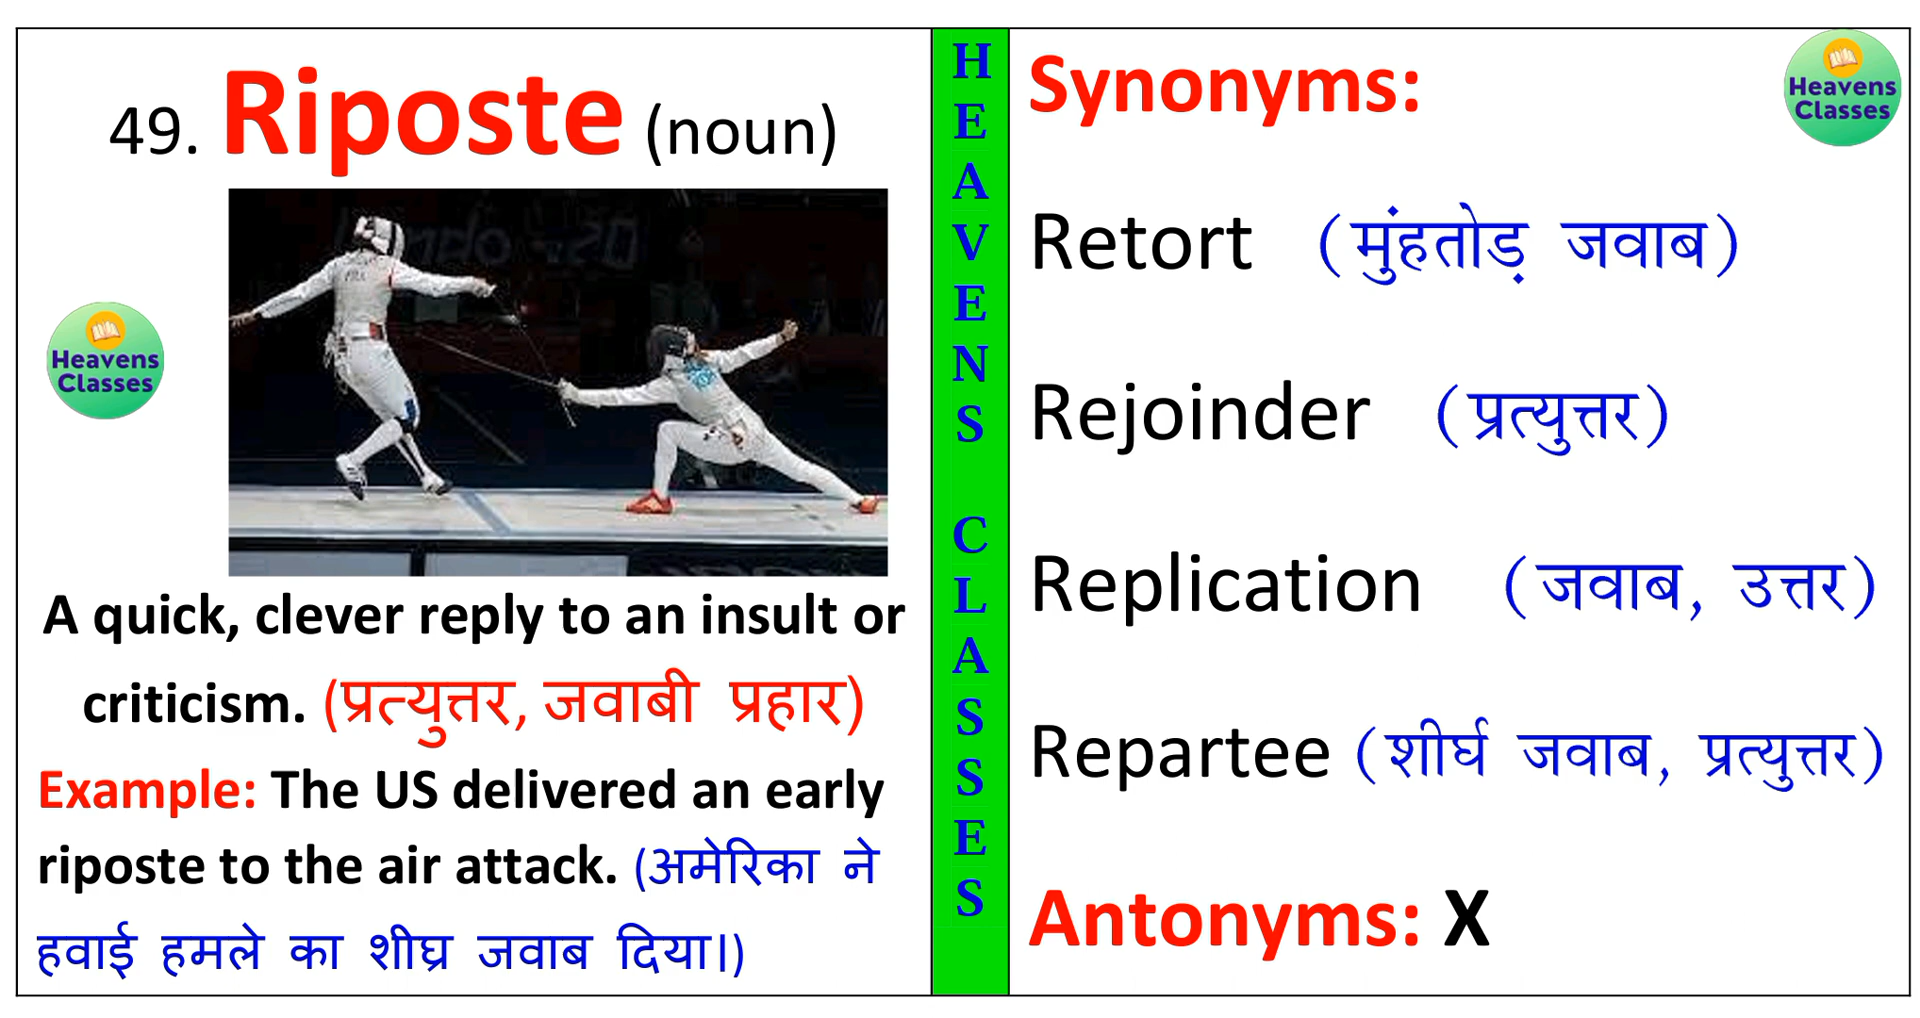 49. Riposte (noun)
Heavens
Classes
A quick, clever reply to an insult or
criticism. (प्रत्युत्तर, जवाबी प्रहार)
Example: The US delivered an early
riposte to the air attack. (अमेरिका ने
हवाई हमले का शीघ्र जवाब दिया।)
HEAVENS CLASSES
Synonyms:
Heavens
Classes
Retort (मुंहतोड़ जवाब)
Rejoinder (प्रत्युत्तर)
Replication (जवाब, उत्तर)
Repartee (शीर्घ जवाब, प्रत्युत्तर)
Antonyms: X